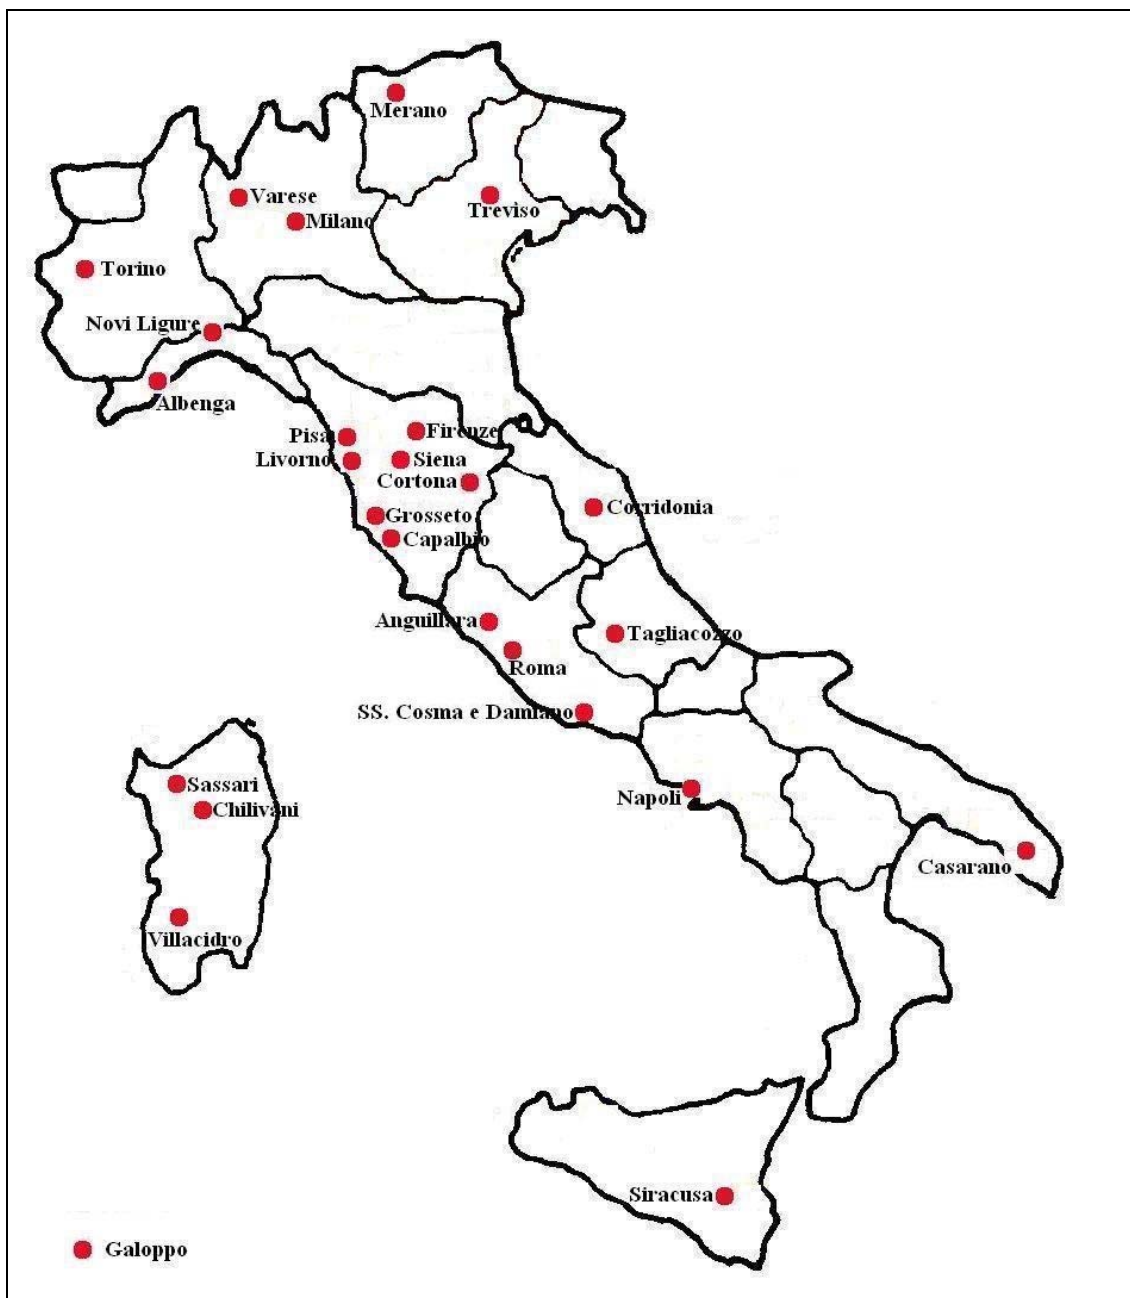 Merano
Varese
Treviso
Milano
Torino
Novi Ligure
Albenga
Pisa
Firenze
Livorno
Siena
Cortona
Grosseto
Corridonia
Capalbio
Anguillara
Tagliacozzo
Roma
SS. Cosma e Damiano
Sassari
Napoli
Chilivani
Casarano
Villacidro
Siracusa
Galoppo